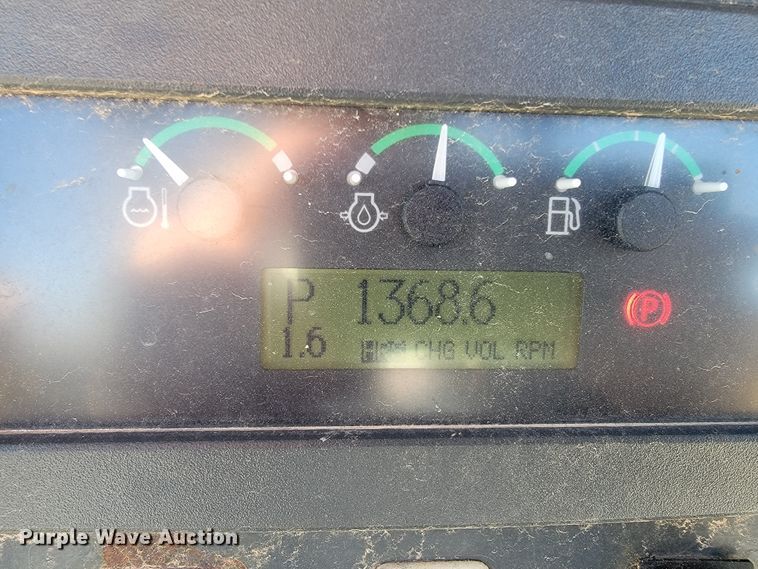 P 1368.6
1.6 CHG VOL RPM
P
Purple Wave Auction